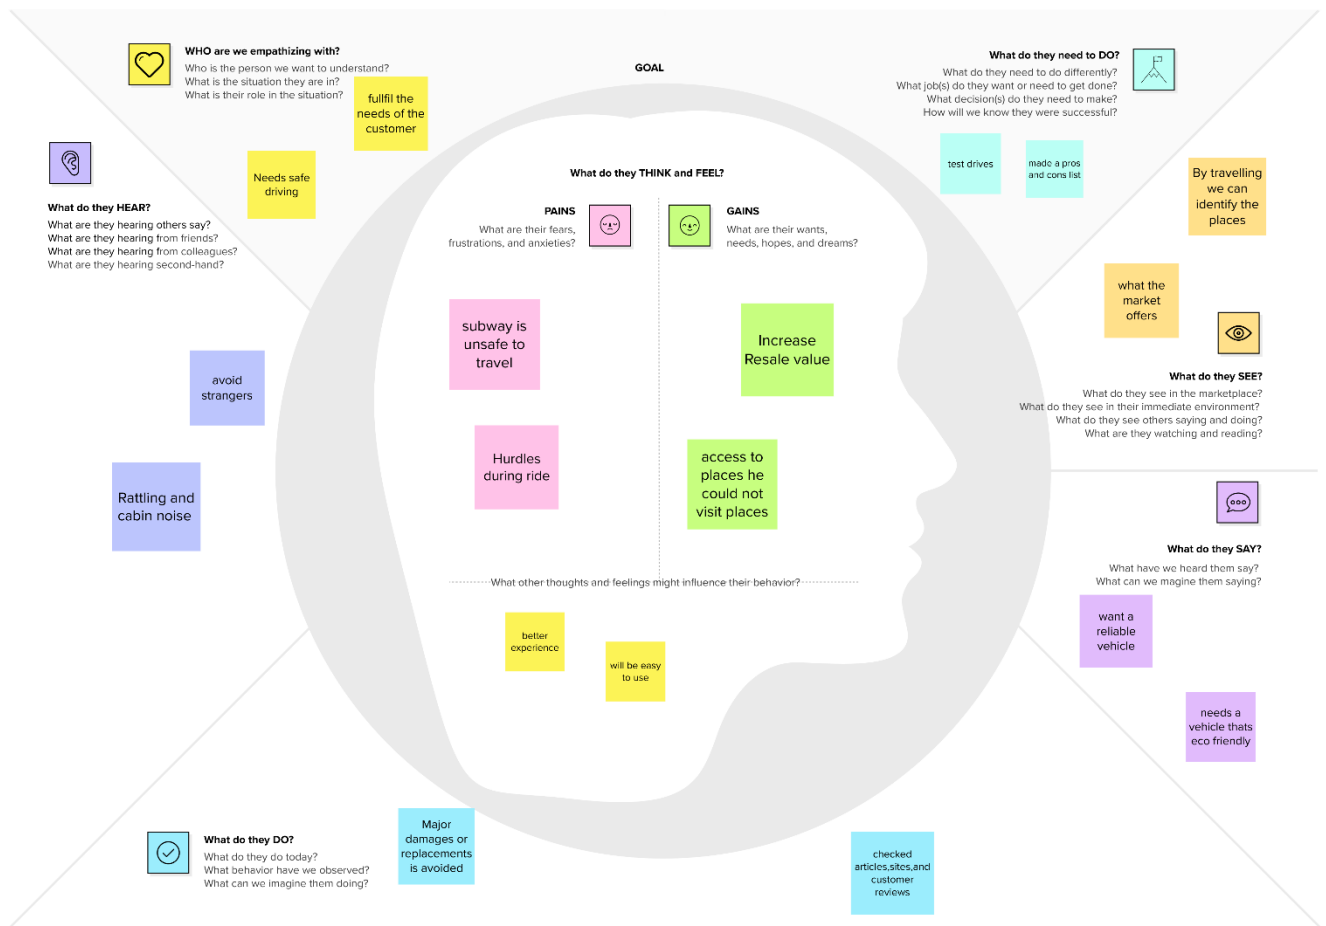 WHO are we empathizing with?
Who is the person we want to understand?
What is the situation they are in?
What is their role in the situation?
fullfil the
needs of the
customer
Needs safe
driving
GOAL
What do they need to DO?
What do they need to do differently?
What job(s) do they want or need to get done?
What decision(s) do they need to make?
How will we know they were successful?
test drives
made a pros
and cons list
What do they HEAR?
What are they hearing others say?
What are they hearing from friends?
What are they hearing from colleagues?
What are they hearing second-hand?
avoid
strangers
Rattling and
cabin noise
What do they THINK and FEEL?
PAINS
What are their fears,
frustrations, and anxieties?
subway is
unsafe to
travel
Hurdles
during ride
GAINS
What are their wants,
needs, hopes, and dreams?
Increase
Resale value
access to
places he
could not
visit places
What other thoughts and feelings might influence their behavior?
better
experience
will be easy
to use
By travelling
we can
identify the
places
what the
market
offers
What do they SEE?
What do they see in the marketplace?
What do they see in their immediate environment?
What do they see others saying and doing?
What are they watching and reading?
What do they SAY?
What have we heard them say?
What can we magine them saying?
want a
reliable
vehicle
needs a
vehicle thats
eco friendly
What do they DO?
What do they do today?
What behavior have we observed?
What can we imagine them doing?
Major
damages or
replacements
is avoided
checked
articles,sites,and
customer
reviews